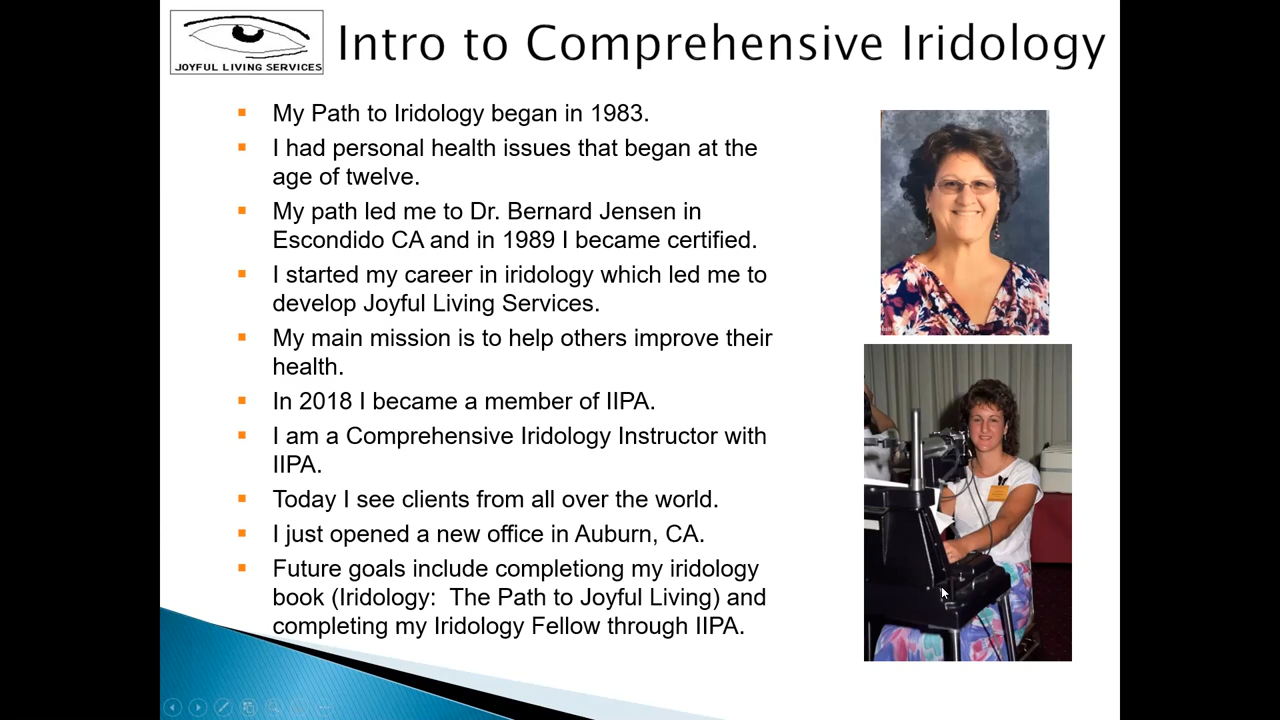 JOYFUL LIVING SERVICES
Intro to Comprehensive Iridology
My Path to Iridology began in 1983.
I had personal health issues that began at the
age of twelve.
My path led me to Dr. Bernard Jensen in
Escondido CA and in 1989 I became certified.
I started my career in iridology which led me to
develop Joyful Living Services.
My main mission is to help others improve their
health.
In 2018 I became a member of IIPA.
I am a Comprehensive Iridology Instructor with
IIPA.
Today I see clients from all over the world.
I just opened a new office in Auburn, CA.
Future goals include completiong my iridology
book (Iridology:  The Path to Joyful Living) and
completing my Iridology Fellow through IIPA.